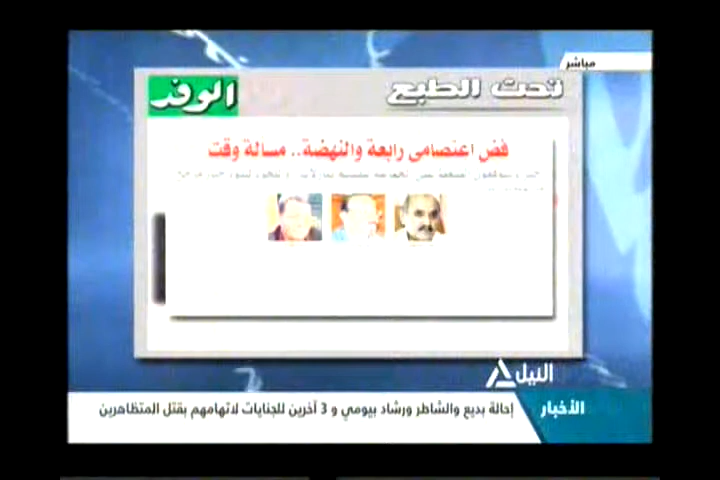 مباشر
تحت الطبع
الوفد
فض اعتصامى رابعة والنهضة.. مسألة وقت
النيل
الأخبار
إحالة بديع والشاطر ورشاد بيومي و 3 آخرين للجنايات لاتهامهم بقتل المتظاهرين